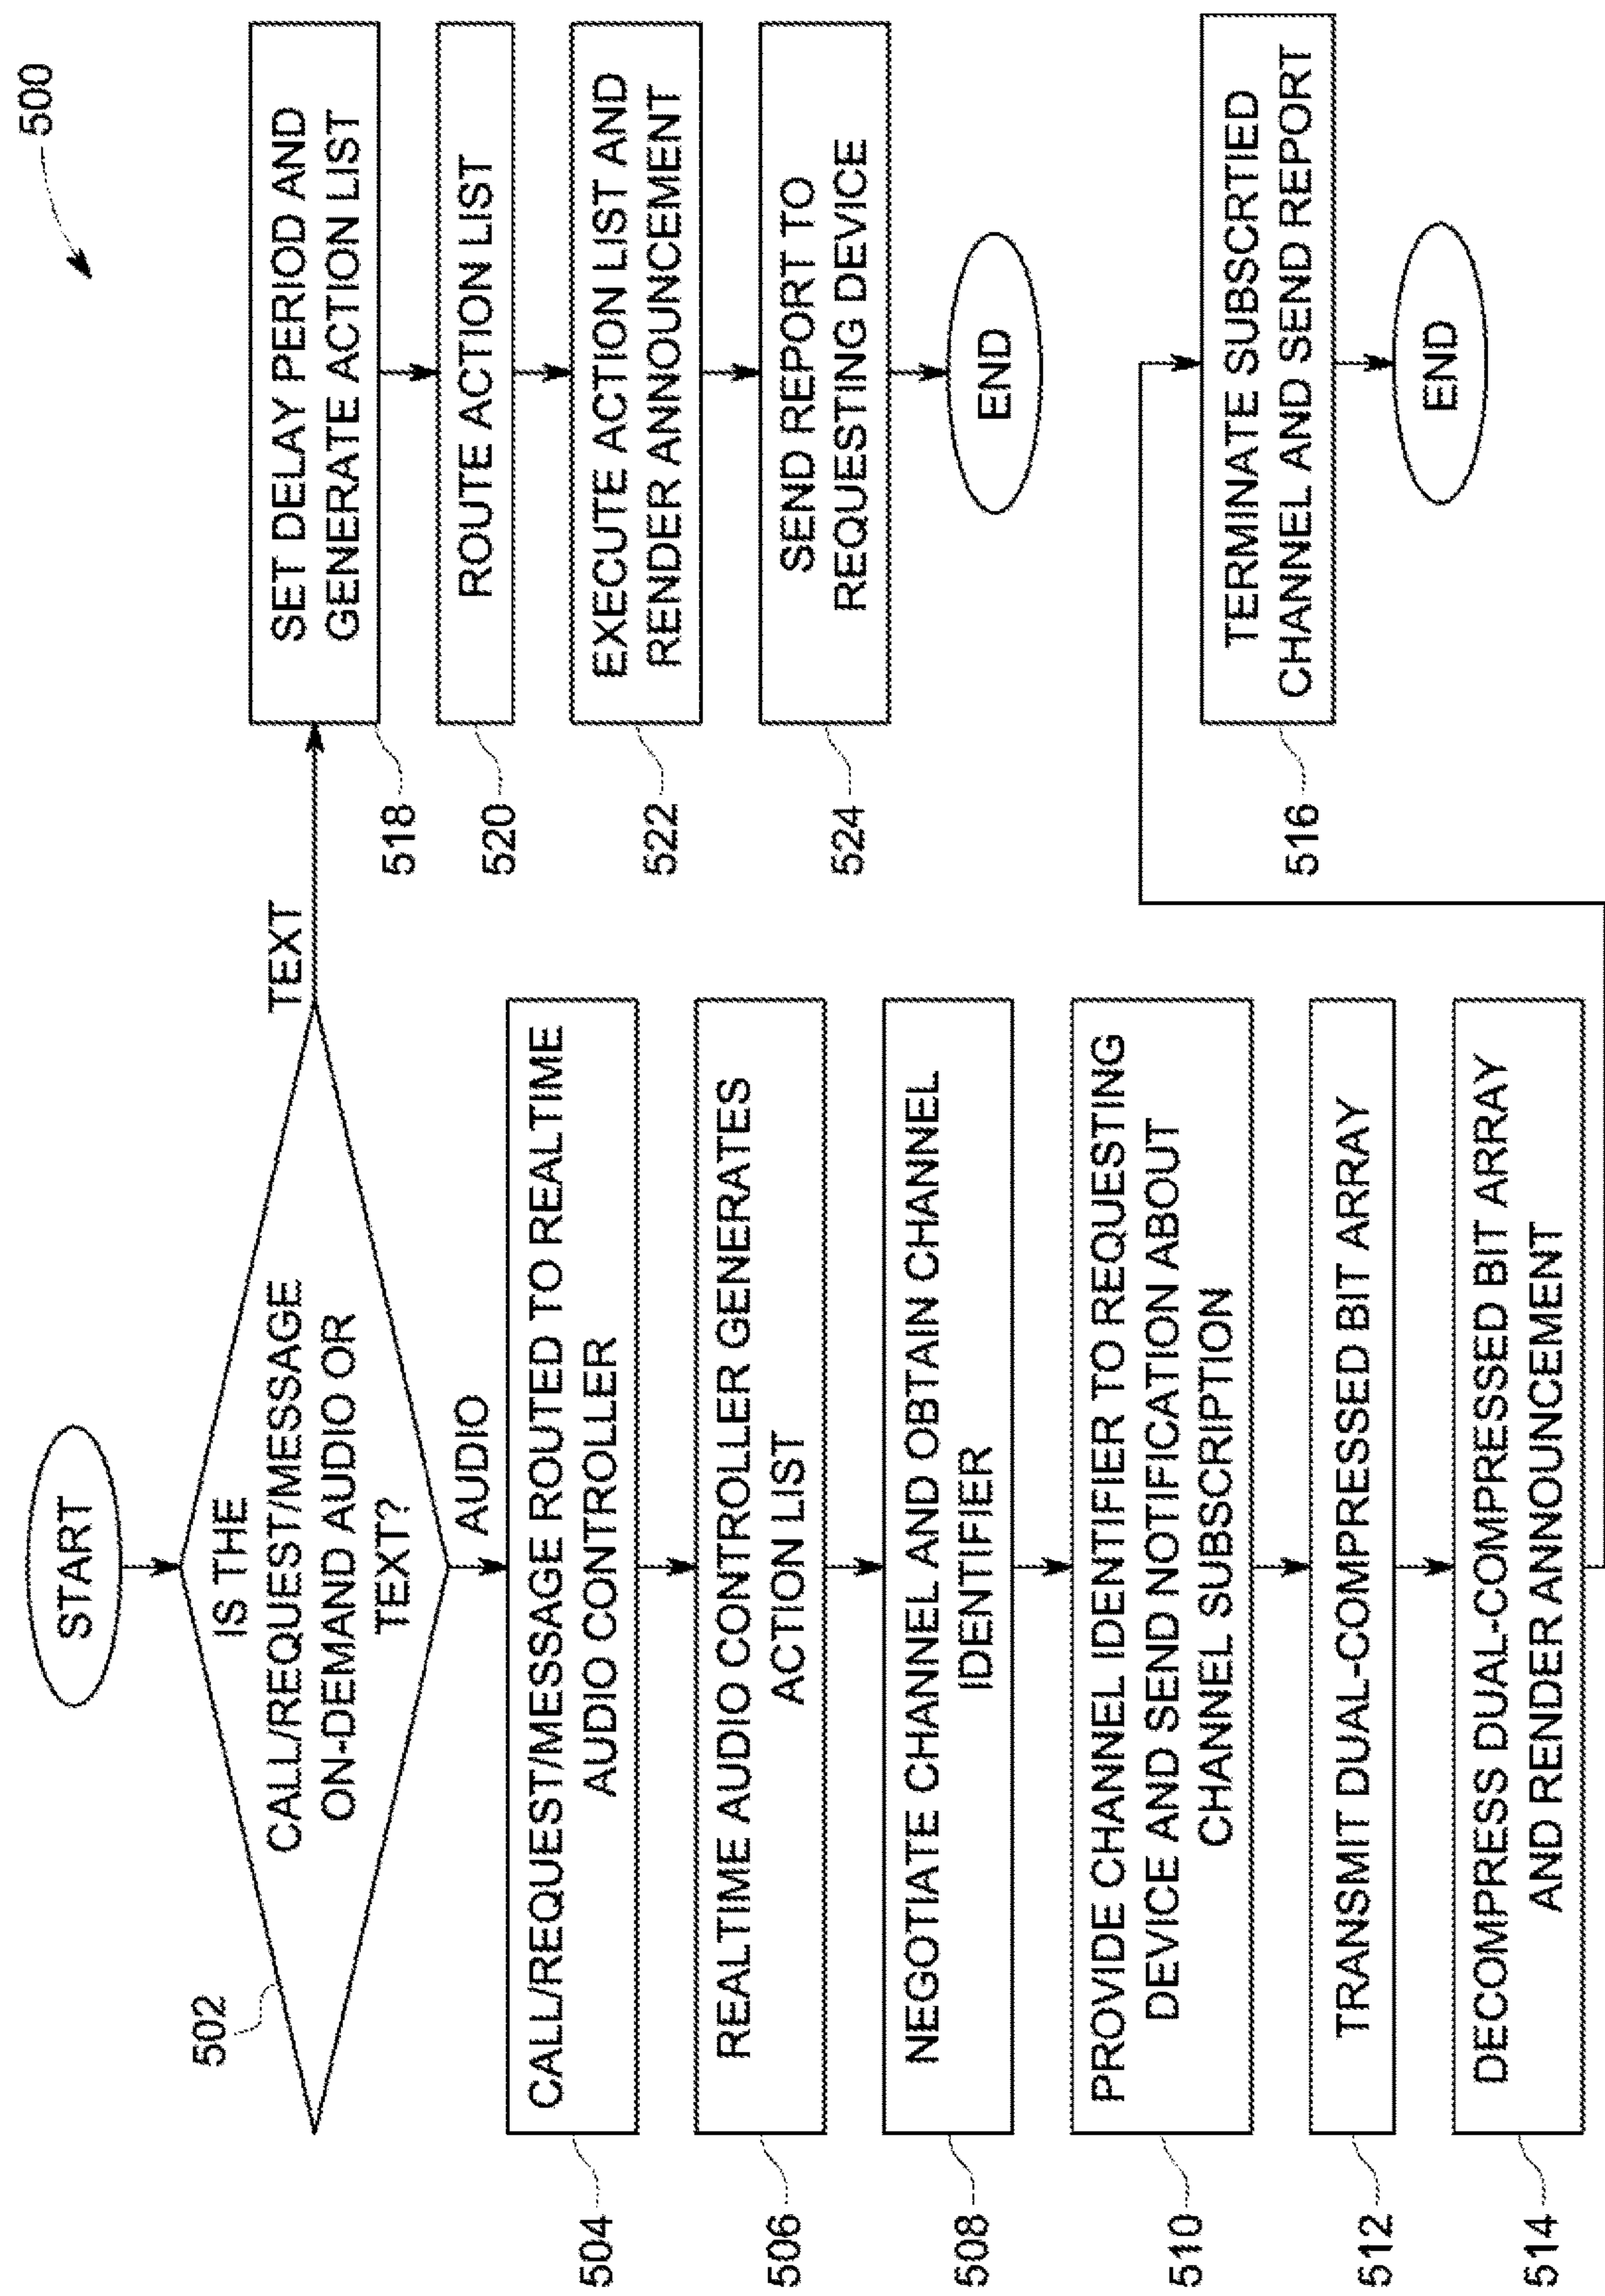 500
START
502
IS THE
CALL/REQUEST/MESSAGE
ON-DEMAND AUDIO OR
TEXT?
TEXT
AUDIO
504
CALL/REQUEST/MESSAGE ROUTED TO REALTIME
AUDIO CONTROLLER
506
REALTIME AUDIO CONTROLLER GENERATES
ACTION LIST
508
NEGOTIATE CHANNEL AND OBTAIN CHANNEL
IDENTIFIER
510
PROVIDE CHANNEL IDENTIFIER TO REQUESTING
DEVICE AND SEND NOTIFICATION ABOUT
CHANNEL SUBSCRIPTION
512
TRANSMIT DUAL-COMPRESSED BIT ARRAY
514
DECOMPRESS DUAL-COMPRESSED BIT ARRAY
AND RENDER ANNOUNCEMENT
518
SET DELAY PERIOD AND
GENERATE ACTION LIST
520
ROUTE ACTION LIST
522
EXECUTE ACTION LIST AND
RENDER ANNOUNCEMENT
524
SEND REPORT TO
REQUESTING DEVICE
END
516
TERMINATE SUBSCRTIED
CHANNEL AND SEND REPORT
END